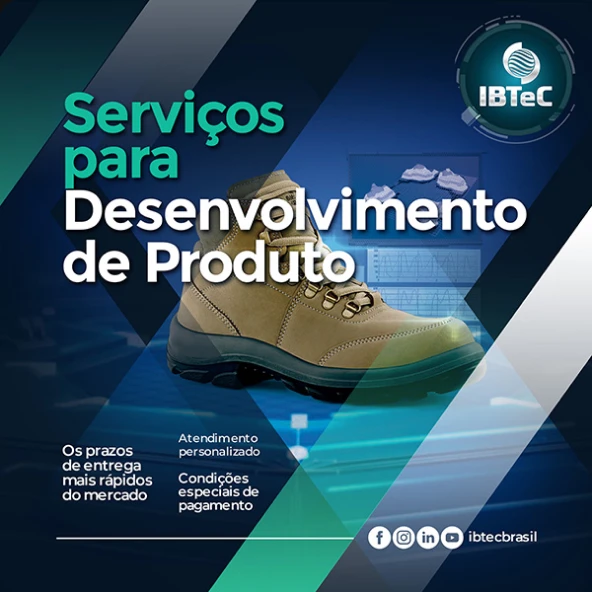 IBTeC
Serviços
para
Desenvolvimento
de Produto
Os prazos
de entrega
mais rápidos
do mercado
Atendimento
personalizado
Condições
especiais de
pagamento
ibtecbrasil